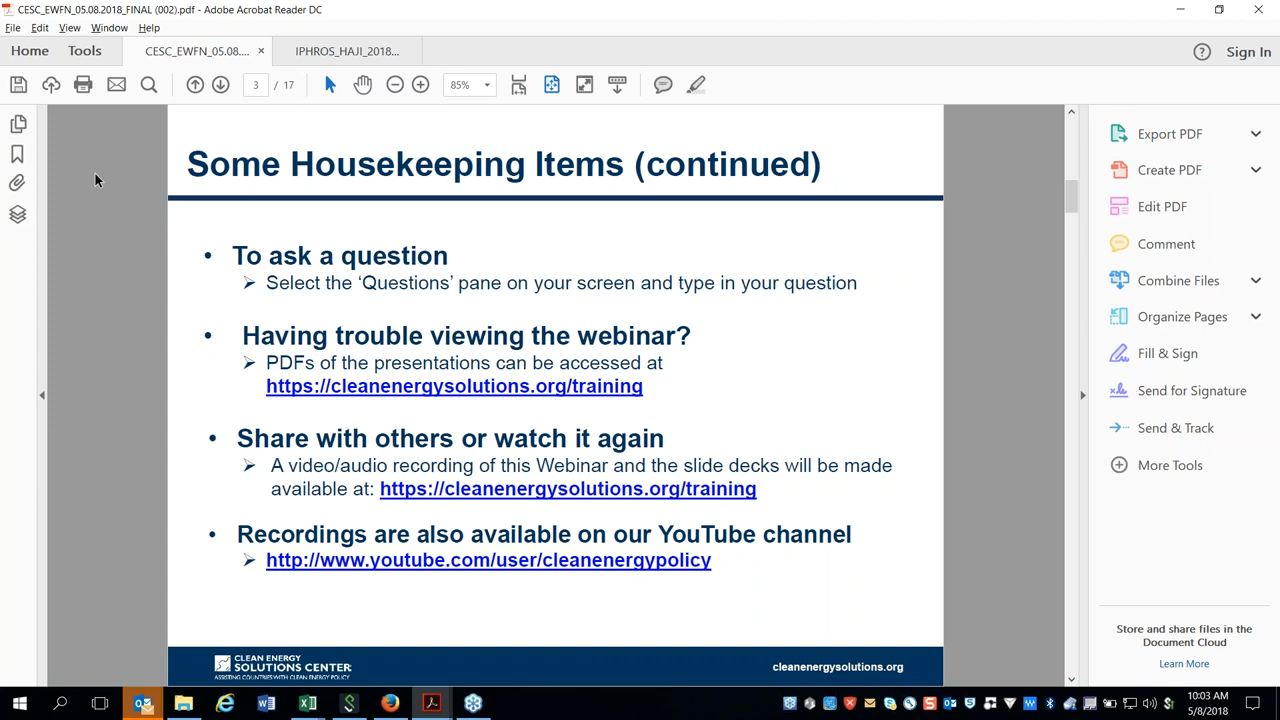 CESC_EWFN_05.08.2018_FINAL (002).pdf - Adobe Acrobat Reader DC
File Edit View Window Help
Home Tools CESC_EWFN_05.08.... × IPHROS_HAJI_2018... ? Sign In
3 / 17 85%
Some Housekeeping Items (continued)
• To ask a question
➢ Select the ‘Questions’ pane on your screen and type in your question
• Having trouble viewing the webinar?
➢ PDFs of the presentations can be accessed at
https://cleanenergysolutions.org/training
• Share with others or watch it again
➢ A video/audio recording of this Webinar and the slide decks will be made
available at: https://cleanenergysolutions.org/training
• Recordings are also available on our YouTube channel
➢ http://www.youtube.com/user/cleanenergypolicy
CLEAN ENERGY
SOLUTIONS CENTER
ASSISTING COUNTRIES WITH CLEAN ENERGY POLICY
cleanenergysolutions.org
Export PDF
Create PDF
Edit PDF
Comment
Combine Files
Organize Pages
Fill & Sign
Send for Signature
Send & Track
More Tools
Store and share files in the
Document Cloud
Learn More
10:03 AM
5/8/2018